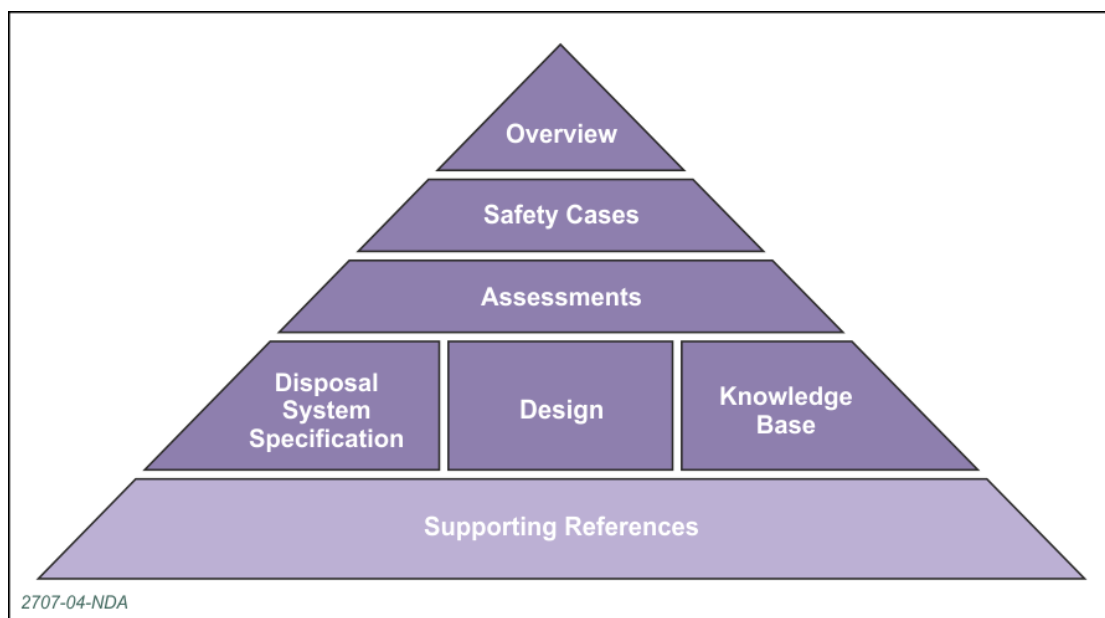 Overview
Safety Cases
Assessments
Disposal
System
Specification
Design
Knowledge
Base
Supporting References
2707-04-NDA